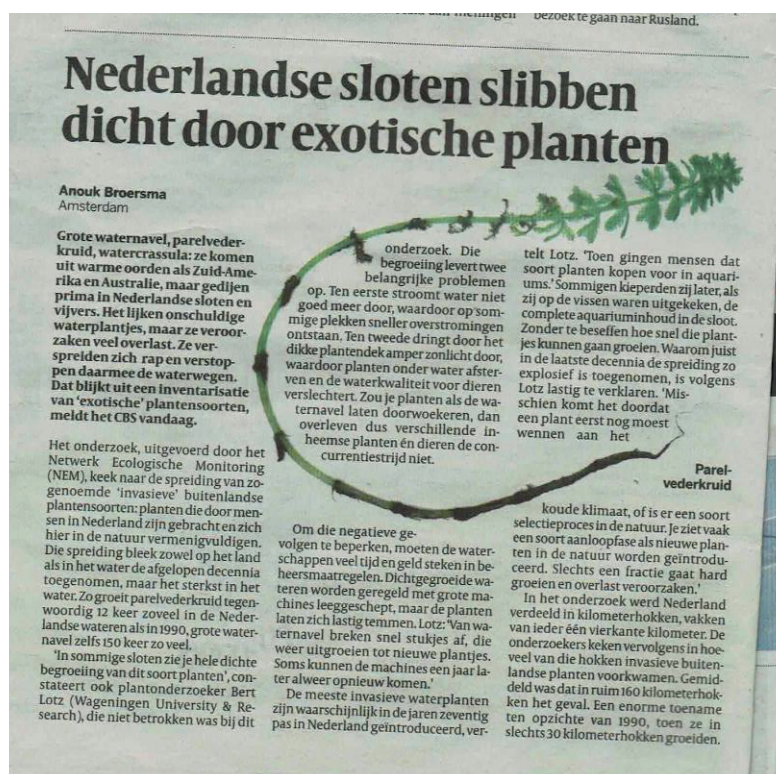 bezoek te gaan naar Rusland.
Nederlandse sloten slibben
dicht door exotische planten
Anouk Broersma
Amsterdam
Grote waternavel, parelveder-
kruid, watercrassula: ze komen
uit warme oorden als Zuid-Ame-
rika en Australië, maar gedijen
prima in Nederlandse sloten en
vijvers. Het lijken onschuldige
waterplantjes, maar ze veroor-
zaken veel overlast. Ze ver-
spreiden zich rap en verstop-
pen daarmee de waterwegen.
Dat blijkt uit een inventarisatie
van ‘exotische’ plantensoorten,
meldt het CBS vandaag.
Het onderzoek, uitgevoerd door het
Netwerk Ecologische Monitoring
(NEM), keek naar de spreiding van zo-
genoemde ‘invasieve’ buitenlandse
plantensoorten: planten die door men-
sen in Nederland zijn gebracht en zich
hier in de natuur vermenigvuldigen.
Die spreiding bleek zowel op het land
als in het water de afgelopen decennia
toegenomen, maar het sterkst in het
water. Zo groeit parelvederkruid tegen-
woordig 12 keer zoveel in de Neder-
landse wateren als in 1990, grote water-
navel zelfs 150 keer zo veel.
‘In sommige sloten zie je hele dichte
begroeiing van dit soort planten’, con-
stateert ook plantonderzoeker Bert
Lotz (Wageningen University & Re-
search), die niet betrokken was bij dit
onderzoek. Die
begroeiing levert twee
belangrijke problemen
op. Ten eerste stroomt water niet
goed meer door, waardoor op som-
mige plekken sneller overstromingen
ontstaan. Ten tweede dringt door het
dikke plantendek amper zonlicht door,
waardoor planten onder water afster-
ven en de waterkwaliteit voor dieren
verslechtert. Zou je planten als de wa-
ternavel laten doorwoekeren, dan
overleven dus verschillende in-
heemse planten én dieren de con-
currentiestrijd niet.
Om die negatieve ge-
volgen te beperken, moeten de water-
schappen veel tijd en geld steken in be-
heersmaatregelen. Dichtgegroeide wa-
teren worden geregeld met grote ma-
chines leeggeschept, maar de planten
laten zich lastig temmen. Lotz: ‘Van wa-
ternavel breken snel stukjes af, die
weer uitgroeien tot nieuwe plantjes.
Soms kunnen de machines een jaar la-
ter alweer opnieuw komen.’
De meeste invasieve waterplanten
zijn waarschijnlijk in de jaren zeventig
pas in Nederland geïntroduceerd, ver-
telt Lotz. ‘Toen gingen mensen dat
soort planten kopen voor in aquari-
ums.’ Sommigen kieperden zij later, als
zij op de vissen waren uitgekeken, de
complete aquariuminhoud in de sloot.
Zonder te beseffen hoe snel die plant-
jes kunnen gaan groeien. Waarom juist
in de laatste decennia de spreiding zo
explosief is toegenomen, is volgens
Lotz lastig te verklaren. ‘Mis-
schien komt het doordat
een plant eerst nog moest
wennen aan het
Parel-
vederkruid
koude klimaat, of is er een soort
selectieproces in de natuur. Je ziet vaak
een soort aanloopfase als nieuwe plan-
ten in de natuur worden geïntrodu-
ceerd. Slechts een fractie gaat hard
groeien en overlast veroorzaken.’
In het onderzoek werd Nederland
verdeeld in kilometerhokken, vakken
van ieder één vierkante kilometer. De
onderzoekers keken vervolgens in hoe-
veel van die hokken invasieve buiten-
landse planten voorkwamen. Gemid-
deld was dat in ruim 160 kilometerhok-
ken het geval. Een enorme toename
ten opzichte van 1990, toen ze in
slechts 30 kilometerhokken groeiden.